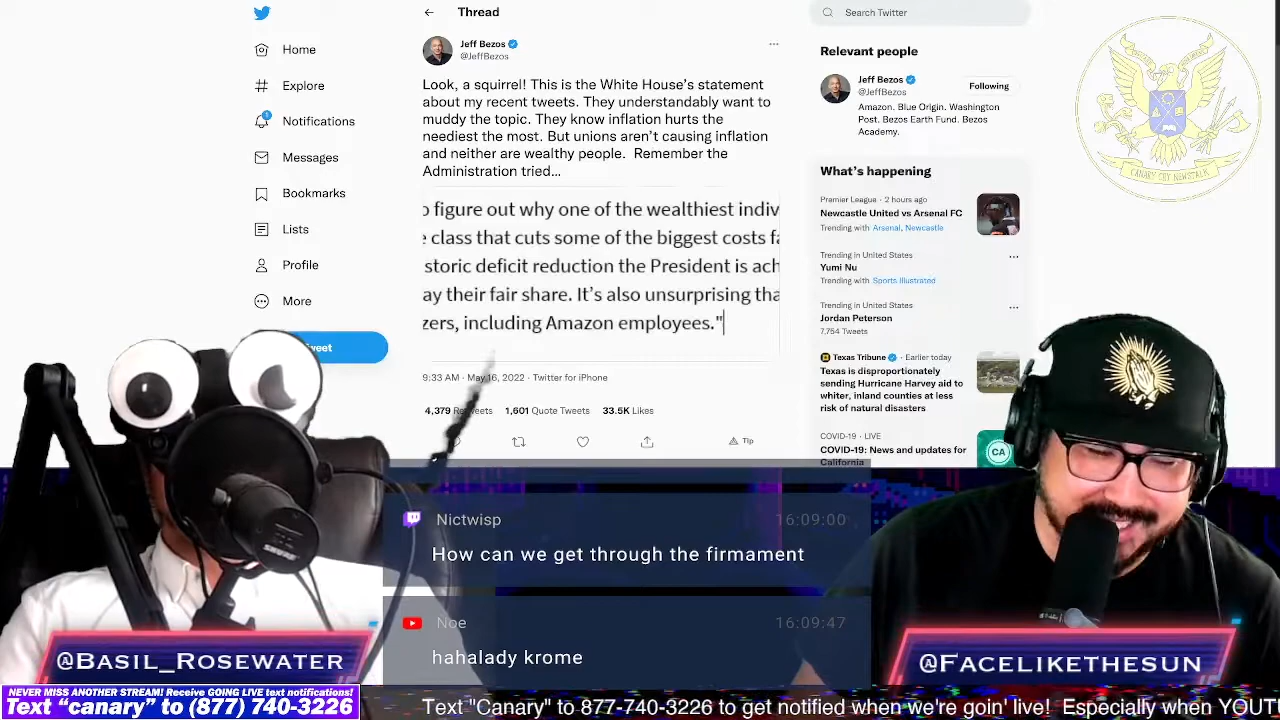 Home
Explore
Notifications
Messages
Bookmarks
Lists
Profile
More
Thread
Jeff Bezos
@JeffBezos
Look, a squirrel! This is the White House's statement
about my recent tweets. They understandably want to
muddy the topic. They know inflation hurts the
neediest the most. But unions aren't causing inflation
and neither are wealthy people. Remember the
Administration tried...
o figure out why one of the wealthiest indiv
e class that cuts some of the biggest costs fa
storic deficit reduction the President is ach
ay their fair share. It's also unsurprising tha
zers, including Amazon employees."
9:33 AM · May 16, 2022 · Twitter for iPhone
4,379 Retweets 1,601 Quote Tweets 33.5K Likes
Tip
Search Twitter
Relevant people
Jeff Bezos
@JeffBezos
Following
Amazon. Blue Origin. Washington
Post. Bezos Earth Fund. Bezos
Academy.
What's happening
Premier League · 2 hours ago
Newcastle United vs Arsenal FC
Trending with Arsenal, Newcastle
Trending in United States
Yumi Nu
Trending with Sports Illustrated
Trending in United States
Jordan Peterson
7,754 Tweets
Texas Tribune · Earlier today
Texas is disproportionately
sending Hurricane Harvey aid to
whiter, inland counties at less
risk of natural disasters
COVID-19 · LIVE
COVID-19: News and updates for
California
CA
CANARY CRY NEWSTALK
Nictwisp 16:09:00
How can we get through the firmament
Noe 16:09:47
hahalady krome
SHURE
@BASIL_ROSEWATER
@FACELIKETHESUN
NEVER MISS ANOTHER STREAM! Receive GOING LIVE text notifications!
Text "canary" to (877) 740-3226
Text "Canary" to 877-740-3226 to get notified when we're goin' live! Especially when YOUT